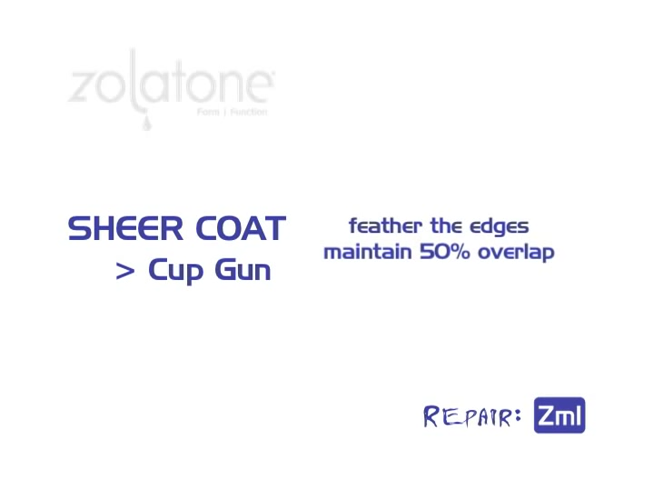 zolatone
Form | Function
SHEER COAT
> Cup Gun
feather the edges
maintain 50% overlap
REPAIR: Zml